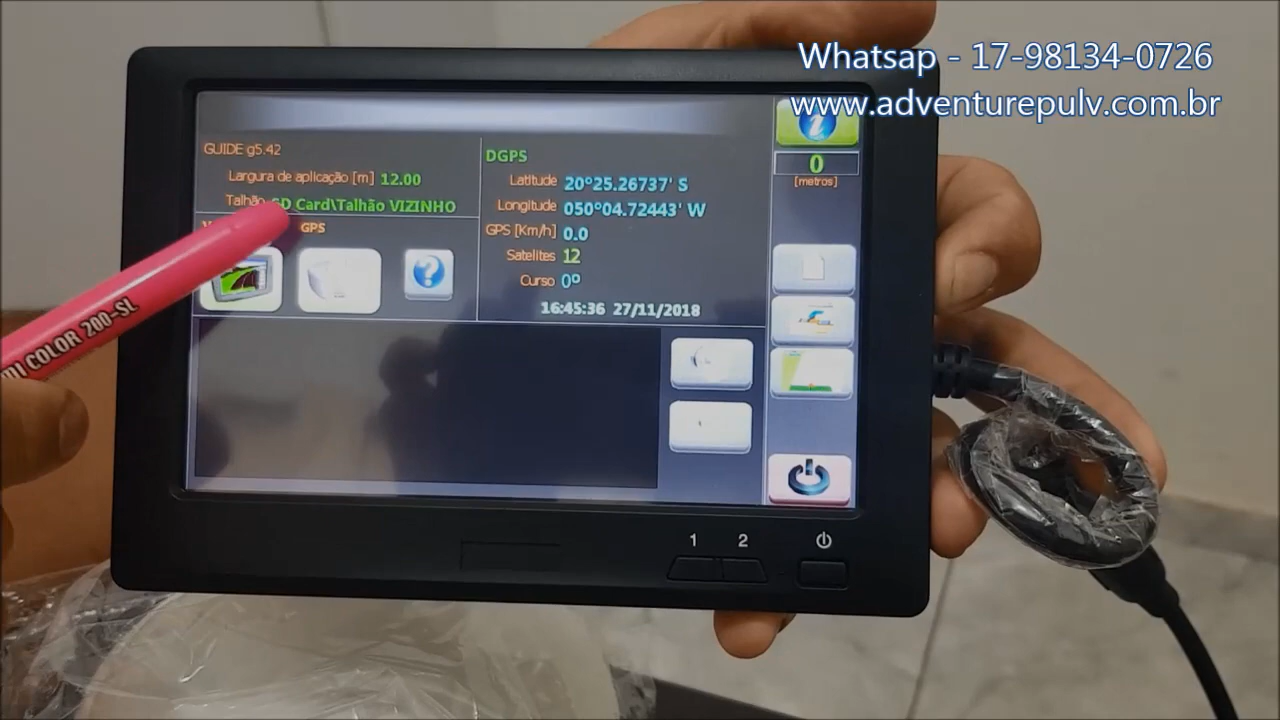 Whatsap - 17-98134-0726
www.adventurepulv.com.br
GUIDE g5.42
Largura de aplicação [m] 12.00
Talhão SD Card\Talhão VIZINHO
GPS
DGPS
Latitude 20°25.26737' S
Longitude 050°04.72443' W
GPS [Km/h] 0.0
Satelites 12
Curso 0º
16:45:36 27/11/2018
0
[metros]
1 2
MI COLOR 200-SL